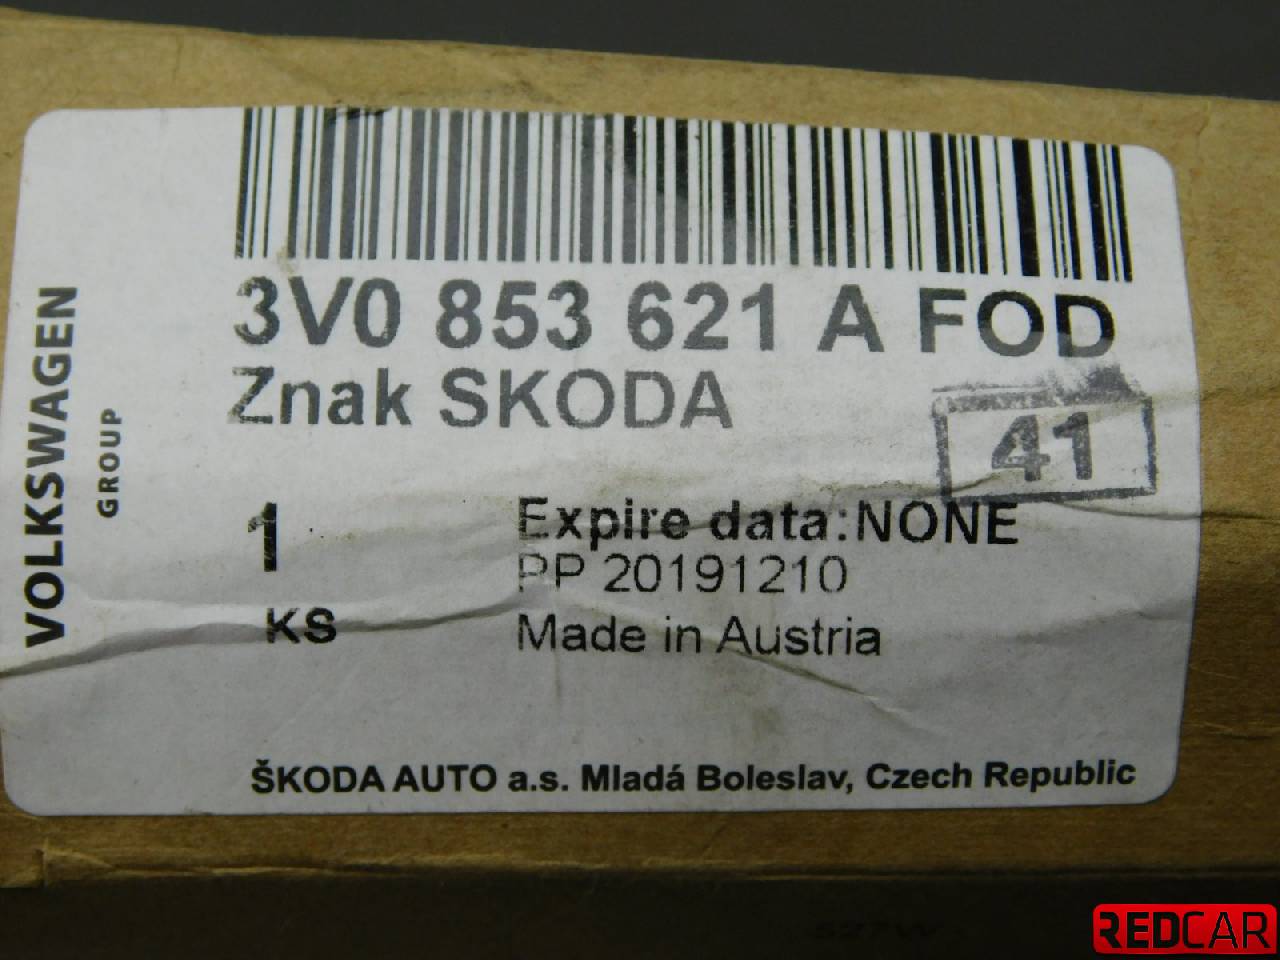 VOLKSWAGEN
GROUP
3V0 853 621 A FOD
Znak SKODA
41
1
KS
Expire data:NONE
PP 20191210
Made in Austria
ŠKODA AUTO a.s. Mladá Boleslav, Czech Republic
REDCAR